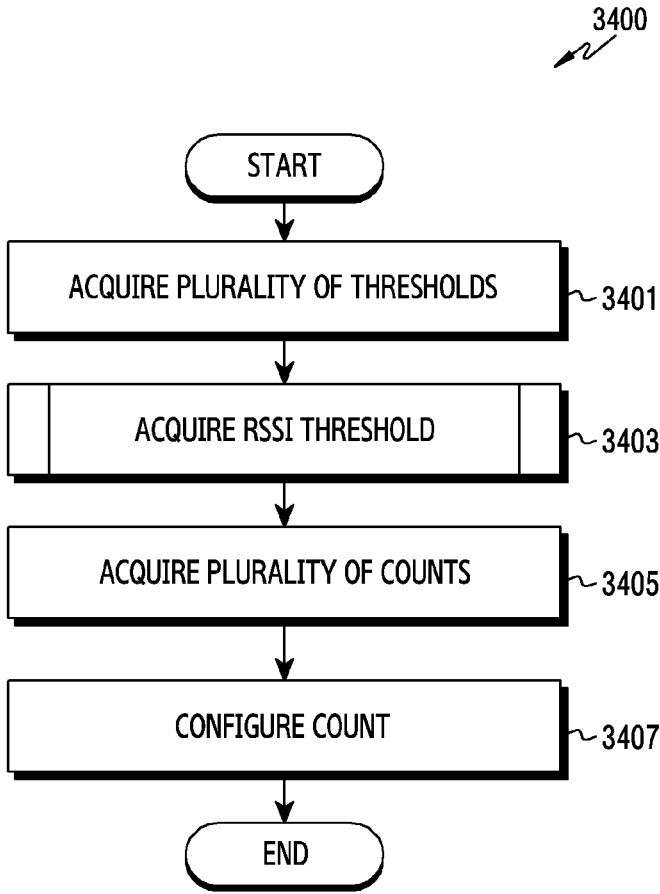 3400
START
ACQUIRE PLURALITY OF THRESHOLDS
3401
ACQUIRE RSSI THRESHOLD
3403
ACQUIRE PLURALITY OF COUNTS
3405
CONFIGURE COUNT
3407
END